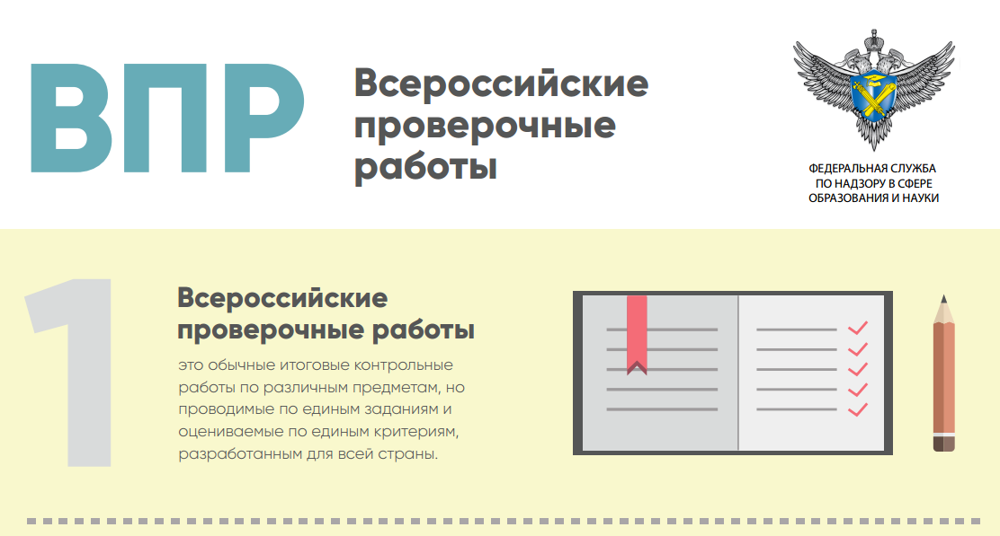 ВПР
Всероссийские
проверочные
работы
ФЕДЕРАЛЬНАЯ СЛУЖБА
ПО НАДЗОРУ В СФЕРЕ
ОБРАЗОВАНИЯ И НАУКИ
1
Всероссийские
проверочные работы
это обычные итоговые контрольные
работы по различным предметам, но
проводимые по единым заданиям и
оцениваемые по единым критериям,
разработанным для всей страны.